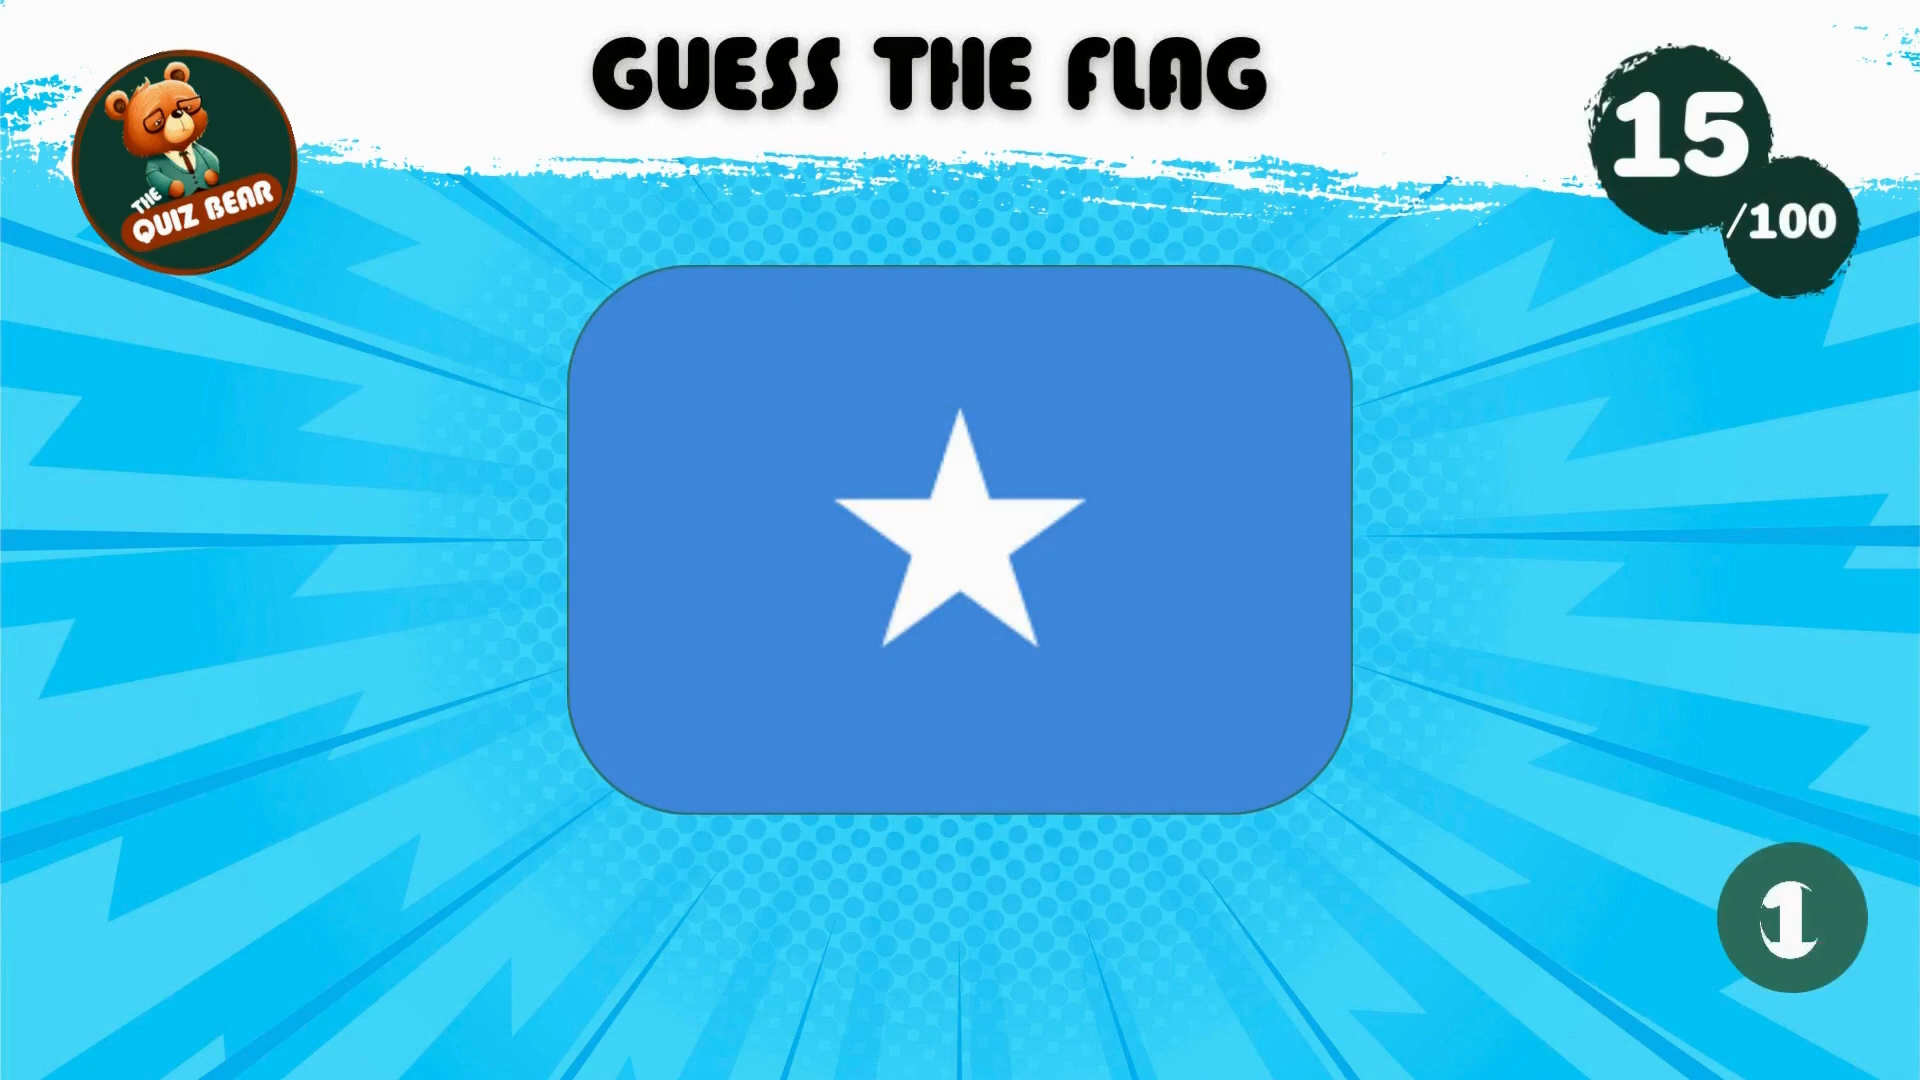 GUESS THE FLAG
THE
QUIZ BEAR
15
/100
1